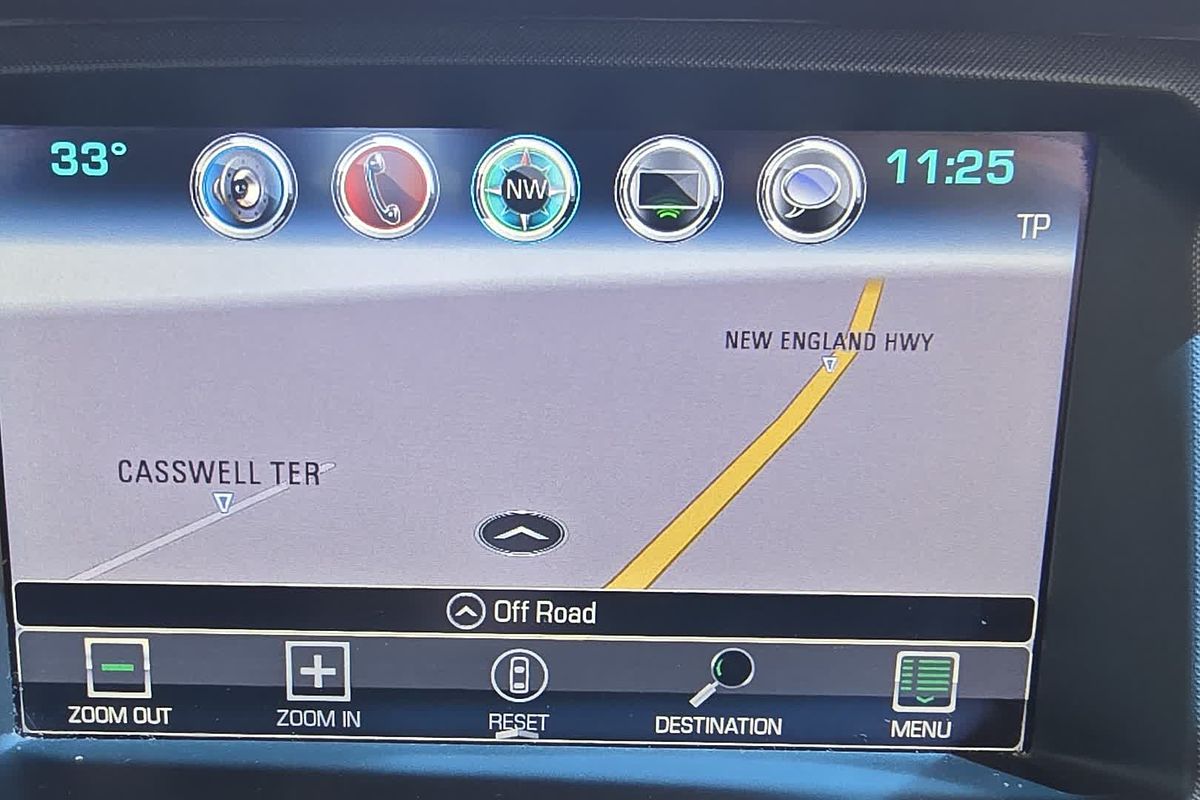 33°
NW
11:25
TP
NEW ENGLAND HWY
CASSWELL TER
Off Road
ZOOM OUT
ZOOM IN
RESET
DESTINATION
MENU